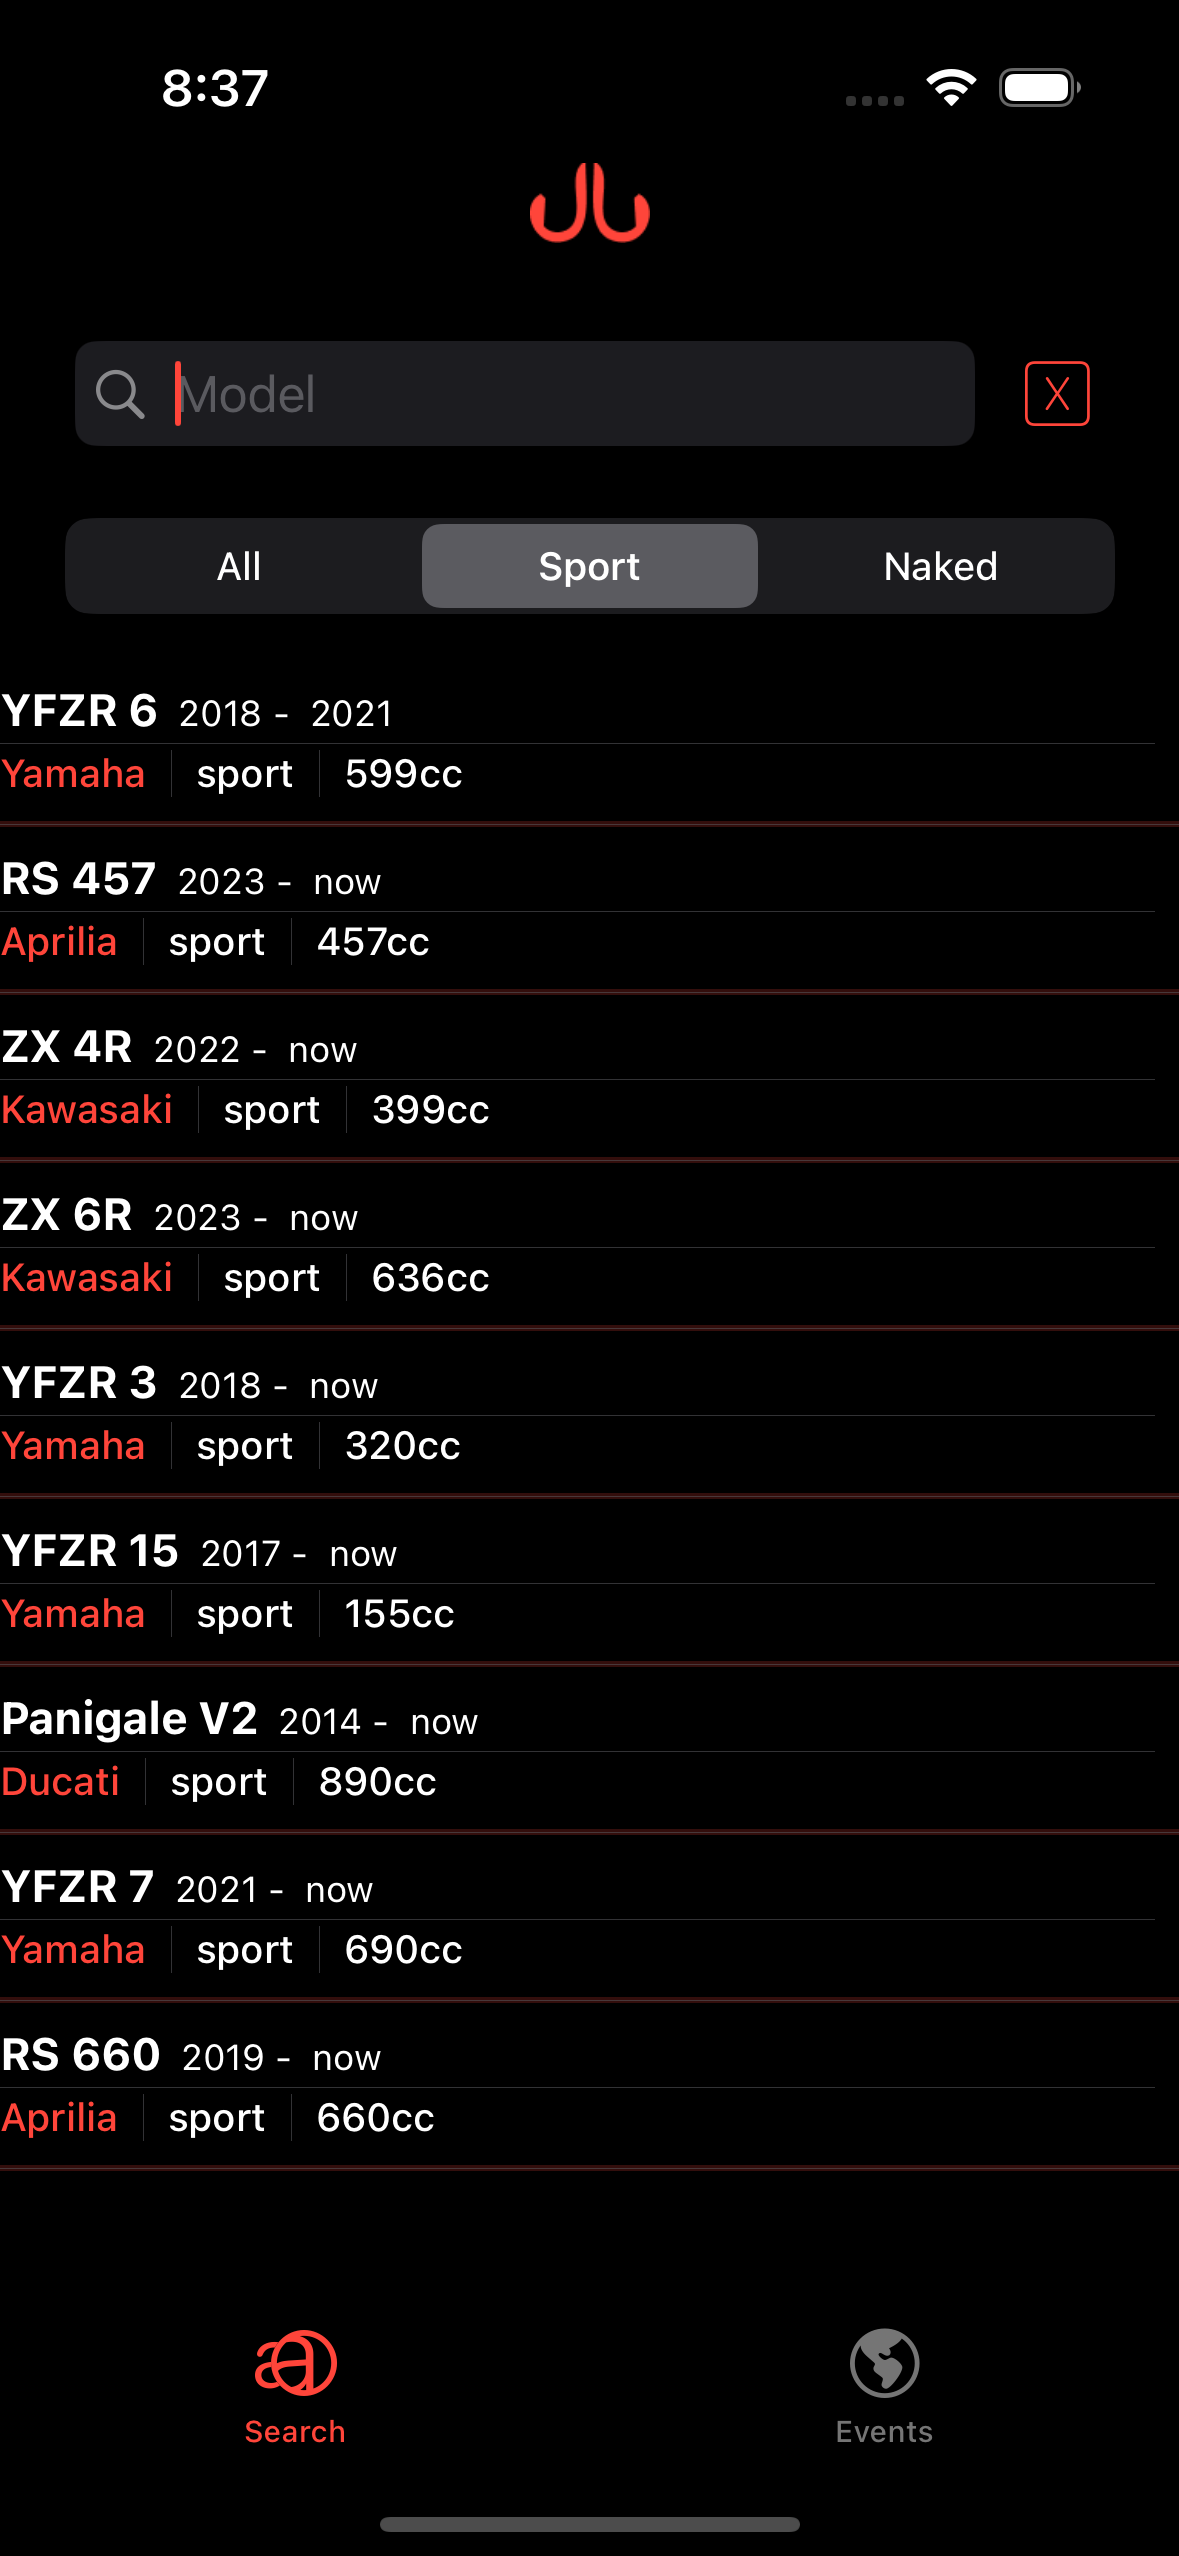 8:37
Model
X
All Sport Naked
YFZR 6 2018 - 2021
Yamaha sport 599cc
RS 457 2023 - now
Aprilia sport 457cc
ZX 4R 2022 - now
Kawasaki sport 399cc
ZX 6R 2023 - now
Kawasaki sport 636cc
YFZR 3 2018 - now
Yamaha sport 320cc
YFZR 15 2017 - now
Yamaha sport 155cc
Panigale V2 2014 - now
Ducati sport 890cc
YFZR 7 2021 - now
Yamaha sport 690cc
RS 660 2019 - now
Aprilia sport 660cc
Search Events